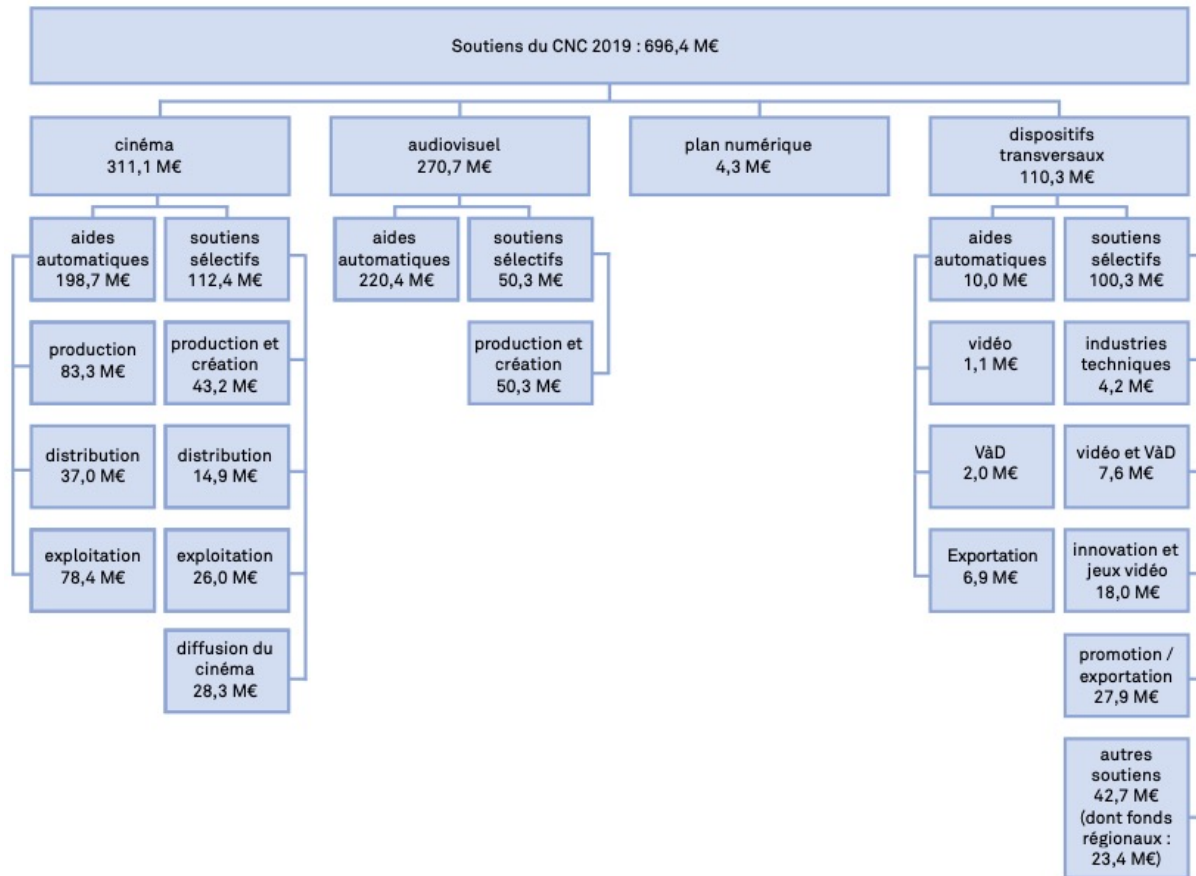 Soutiens du CNC 2019 : 696,4 M€
cinéma
311,1 M€
audiovisuel
270,7 M€
plan numérique
4,3 M€
dispositifs
transversaux
110,3 M€
aides
automatiques
198,7 M€
soutiens
sélectifs
112,4 M€
aides
automatiques
220,4 M€
soutiens
sélectifs
50,3 M€
aides
automatiques
10,0 M€
soutiens
sélectifs
100,3 M€
production
83,3 M€
production et
création
43,2 M€
production et
création
50,3 M€
vidéo
1,1 M€
industries
techniques
4,2 M€
distribution
37,0 M€
distribution
14,9 M€
VàD
2,0 M€
vidéo et VàD
7,6 M€
exploitation
78,4 M€
exploitation
26,0 M€
Exportation
6,9 M€
innovation et
jeux vidéo
18,0 M€
diffusion du
cinéma
28,3 M€
promotion /
exportation
27,9 M€
autres
soutiens
42,7 M€
(dont fonds
régionaux :
23,4 M€)